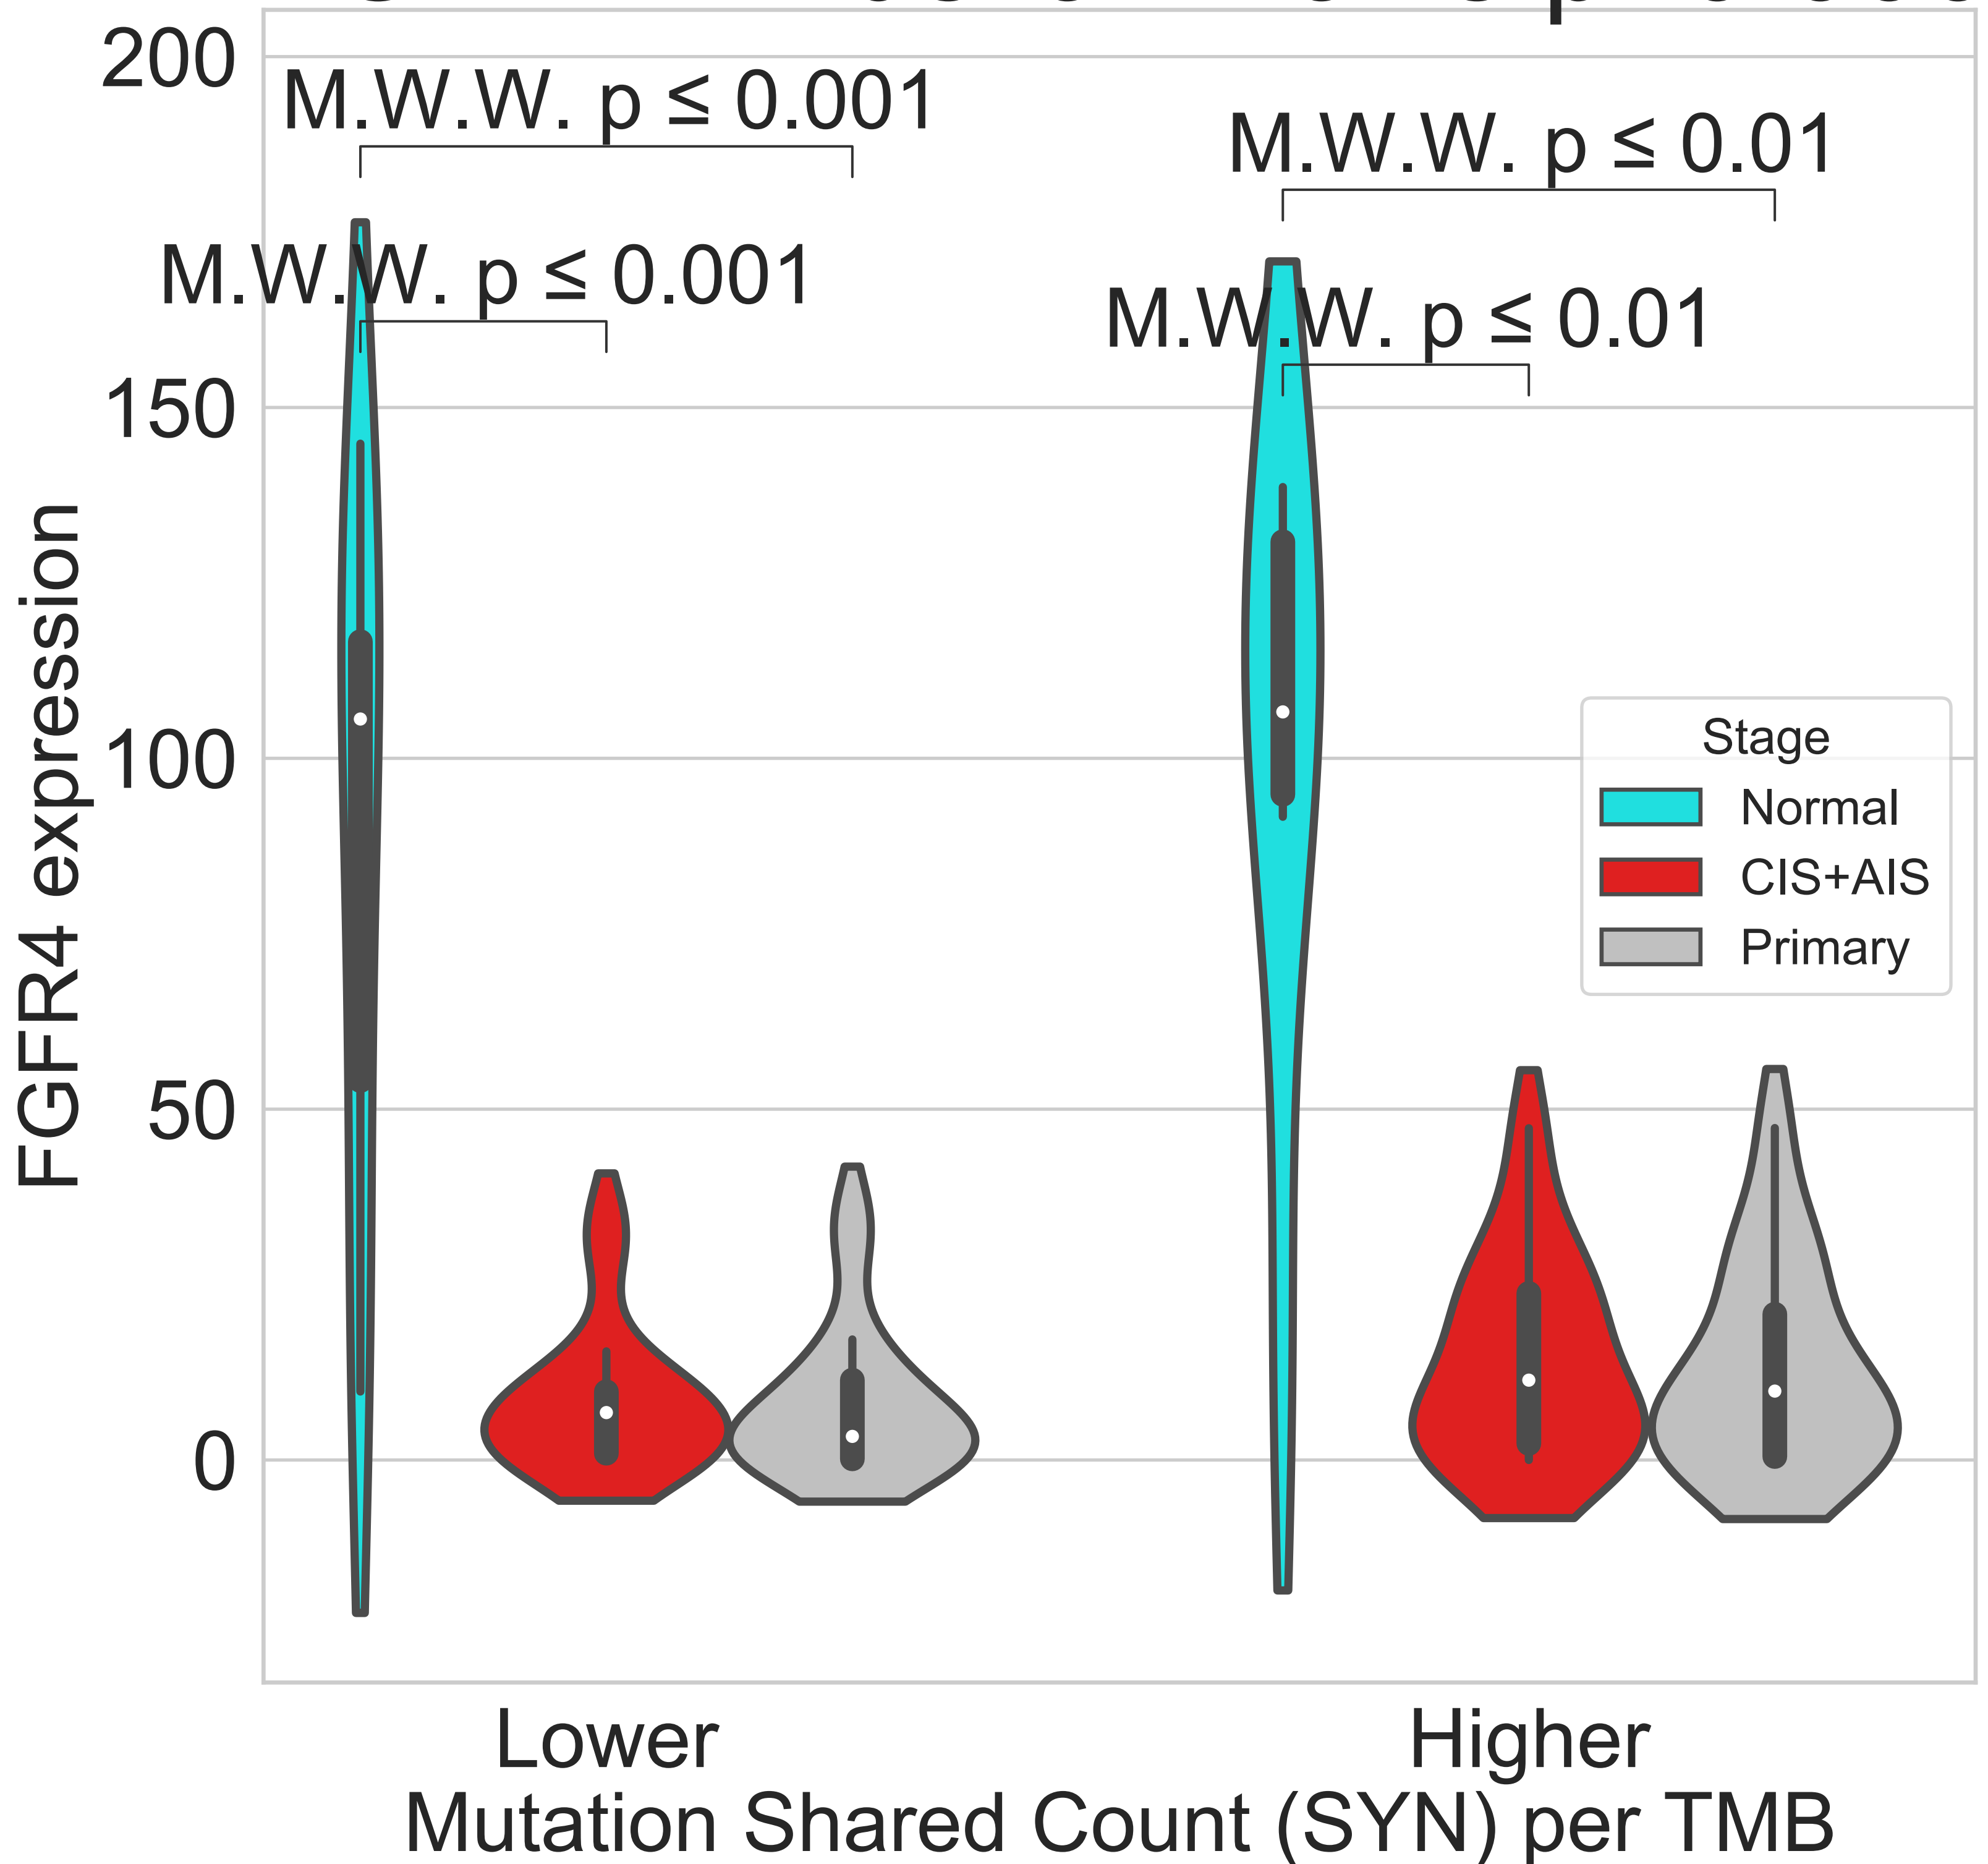 200
M.W.W. p ≤ 0.001
M.W.W. p ≤ 0.01
M.W.W. p ≤ 0.001
M.W.W. p ≤ 0.01
150
100
50
0
FGFR4 expression
Stage
Normal
CIS+AIS
Primary
Lower
Higher
Mutation Shared Count (SYN) per TMB